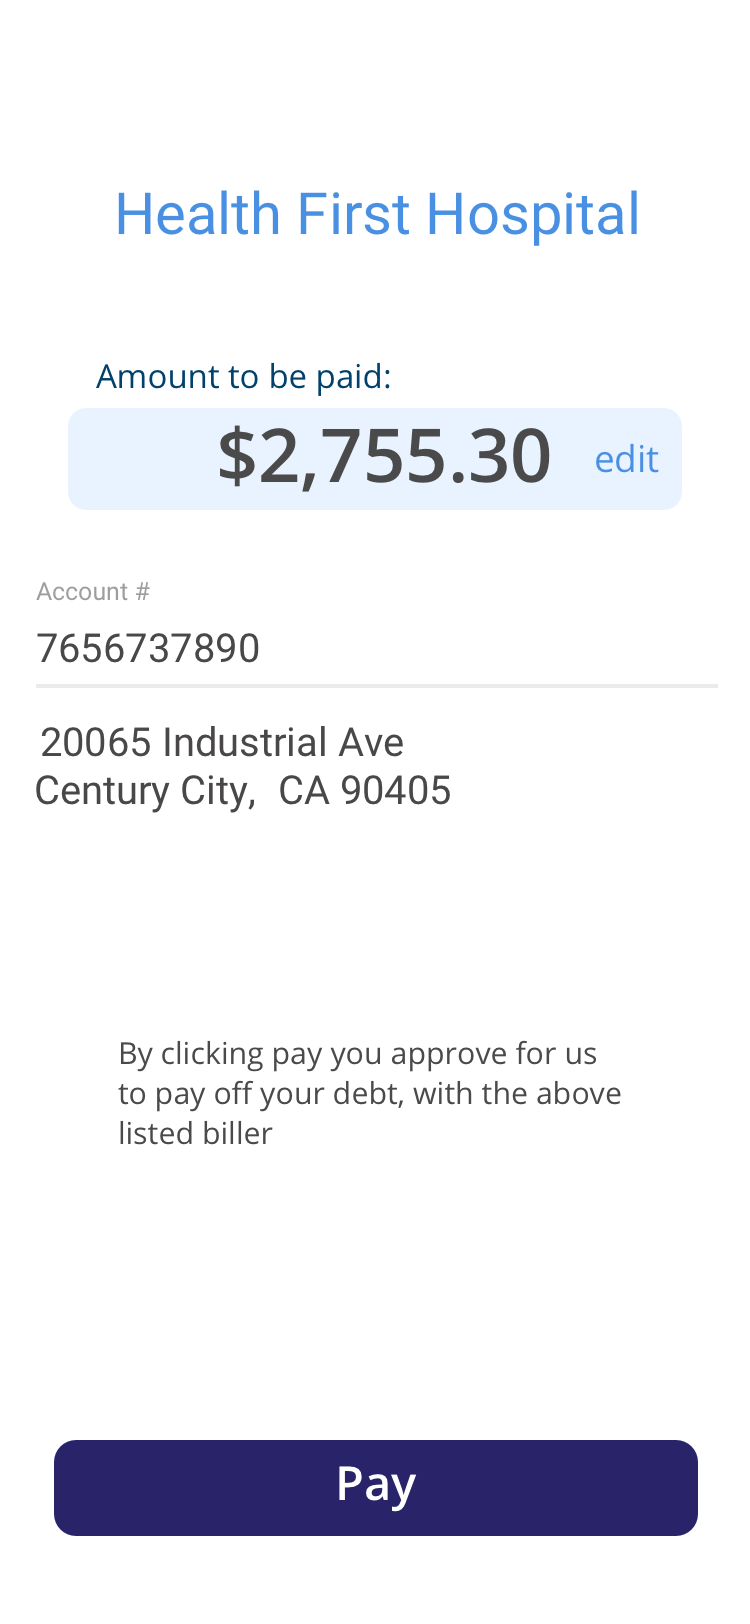 Health First Hospital
Amount to be paid:
$2,755.30 edit
Account #
7656737890
20065 Industrial Ave
Century City,  CA 90405
By clicking pay you approve for us
to pay off your debt, with the above
listed biller
Pay